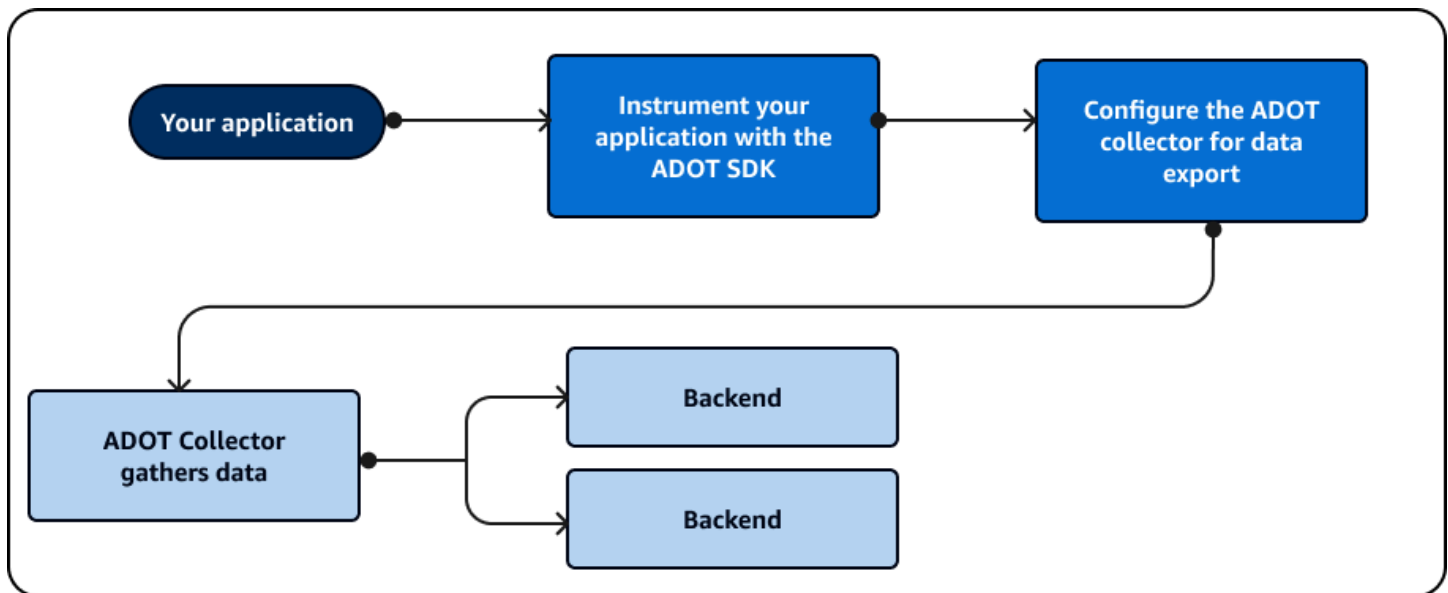 Your application
Instrument your
application with the
ADOT SDK
Configure the ADOT
collector for data
export
ADOT Collector
gathers data
Backend
Backend